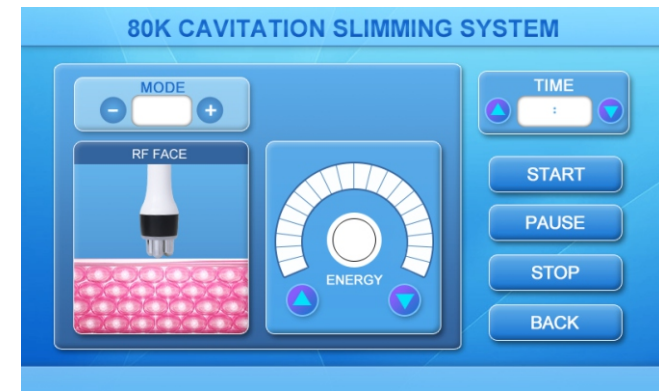 80K CAVITATION SLIMMING SYSTEM
MODE
-
+
TIME
:
RF FACE
ENERGY
START
PAUSE
STOP
BACK